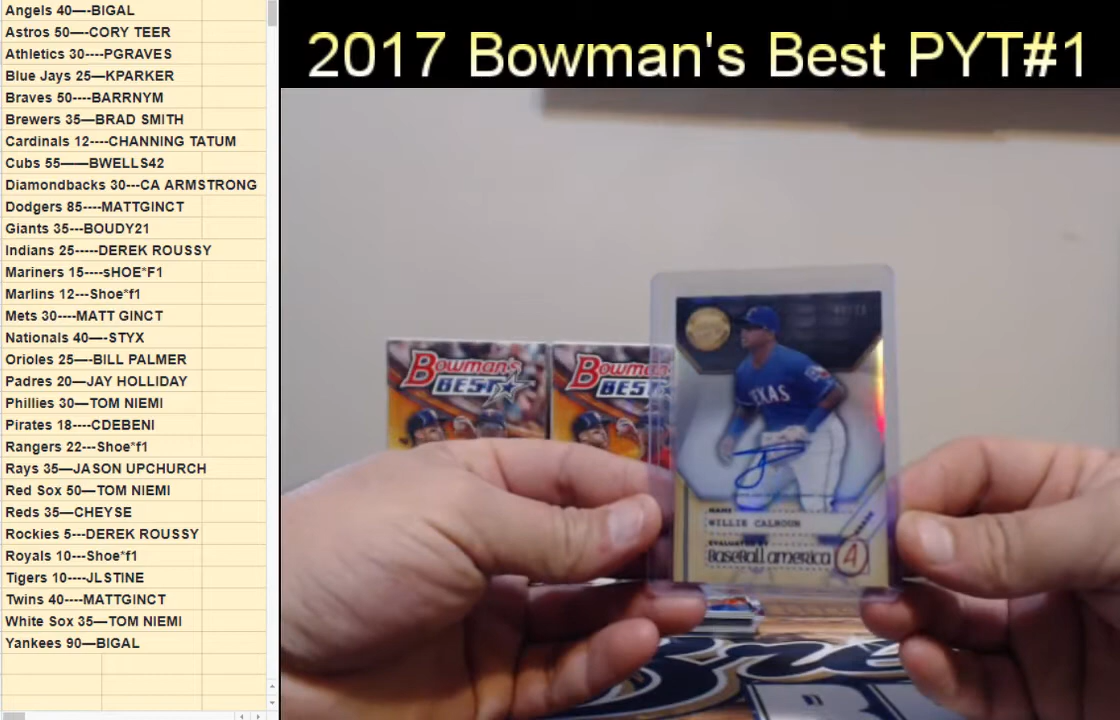 Angels 40—-BIGAL
Astros 50—-CORY TEER
Athletics 30----PGRAVES
Blue Jays 25—KPARKER
Braves 50----BARRNYM
Brewers 35—BRAD SMITH
Cardinals 12----CHANNING TATUM
Cubs 55——BWELLS42
Diamondbacks 30---CA ARMSTRONG
Dodgers 85----MATTGINCT
Giants 35---BOUDY21
Indians 25-----DEREK ROUSSY
Mariners 15----sHOE*F1
Marlins 12---Shoe*f1
Mets 30----MATT GINCT
Nationals 40—-STYX
Orioles 25—-BILL PALMER
Padres 20—JAY HOLLIDAY
Phillies 30—TOM NIEMI
Pirates 18----CDEBENI
Rangers 22---Shoe*f1
Rays 35—JASON UPCHURCH
Red Sox 50—TOM NIEMI
Reds 35—CHEYSE
Rockies 5---DEREK ROUSSY
Royals 10---Shoe*f1
Tigers 10----JLSTINE
Twins 40----MATTGINCT
White Sox 35—TOM NIEMI
Yankees 90—BIGAL
2017 Bowman's Best PYT#1
Bowman's
BEST
Bowman's
BEST
TEXAS
NAME
WILLIE CALHOUN
EVALUATED BY
Baseball america
4